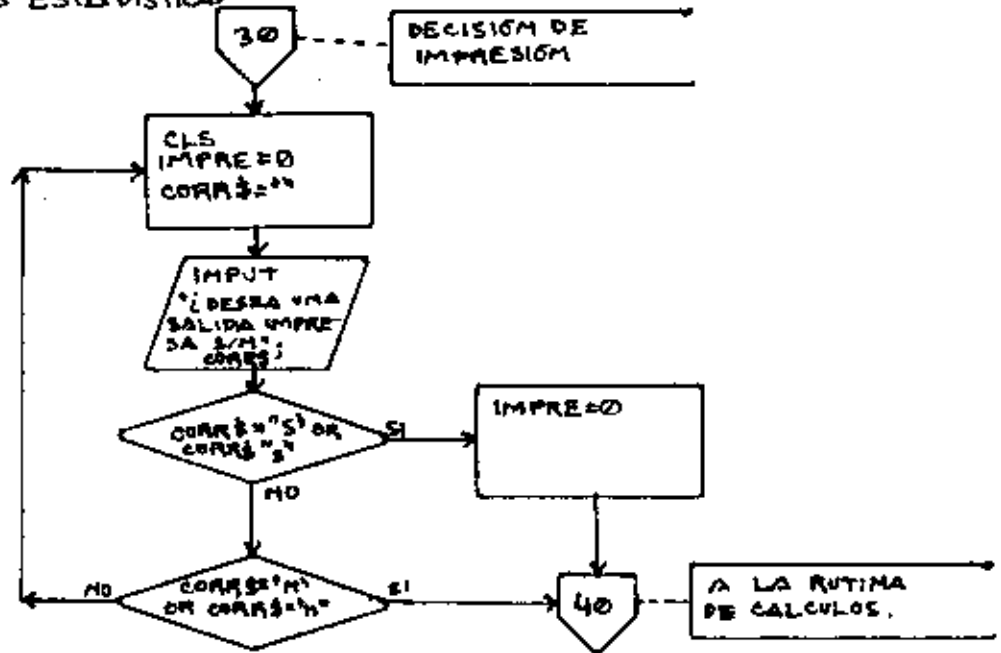 ESTADISTICAS
30
DECISIÓN DE
IMPRESIÓN
CLS
IMPRE=0
CORR$=""
INPUT
"¿DESEA UNA
SALIDA IMPRE-
SA S/N";
CORR$;
CORR$="S" OR
CORR$"s"
SI
IMPRE=0
NO
NO
CORR$="N"
OR CORR$="n"
SI
40
A LA RUTINA
DE CALCULOS.